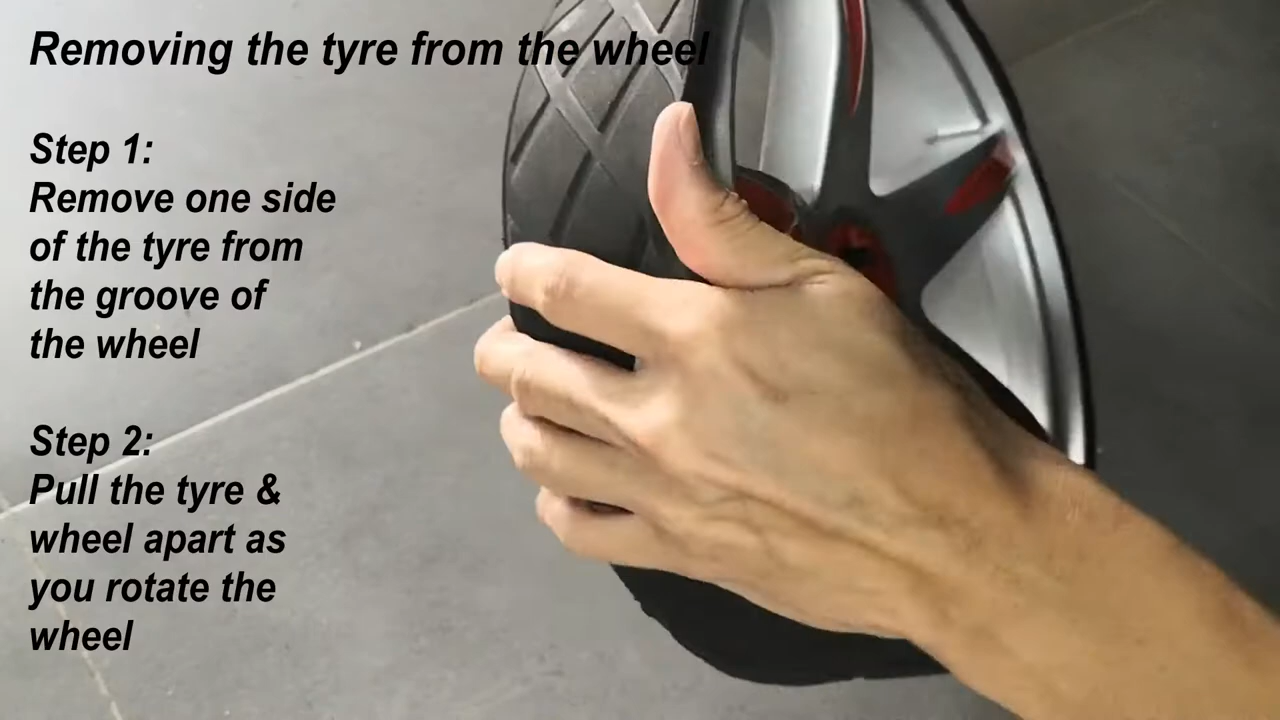 Removing the tyre from the wheel
Step 1:
Remove one side
of the tyre from
the groove of
the wheel
Step 2:
Pull the tyre &
wheel apart as
you rotate the
wheel